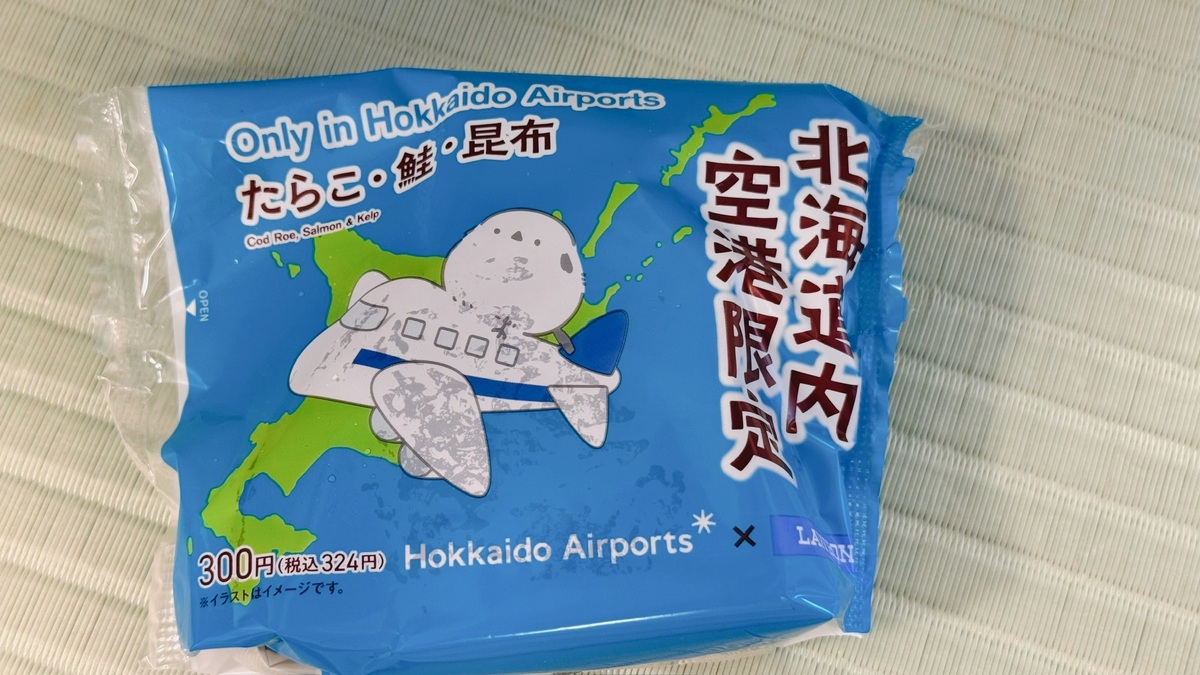 Only in Hokkaido Airports
たらこ・鮭・昆布
Cod Roe, Salmon & Kelp
北海道内
空港限定
OPEN
300円(税込324円)
※イラストはイメージです。
Hokkaido Airports* × LAWSON